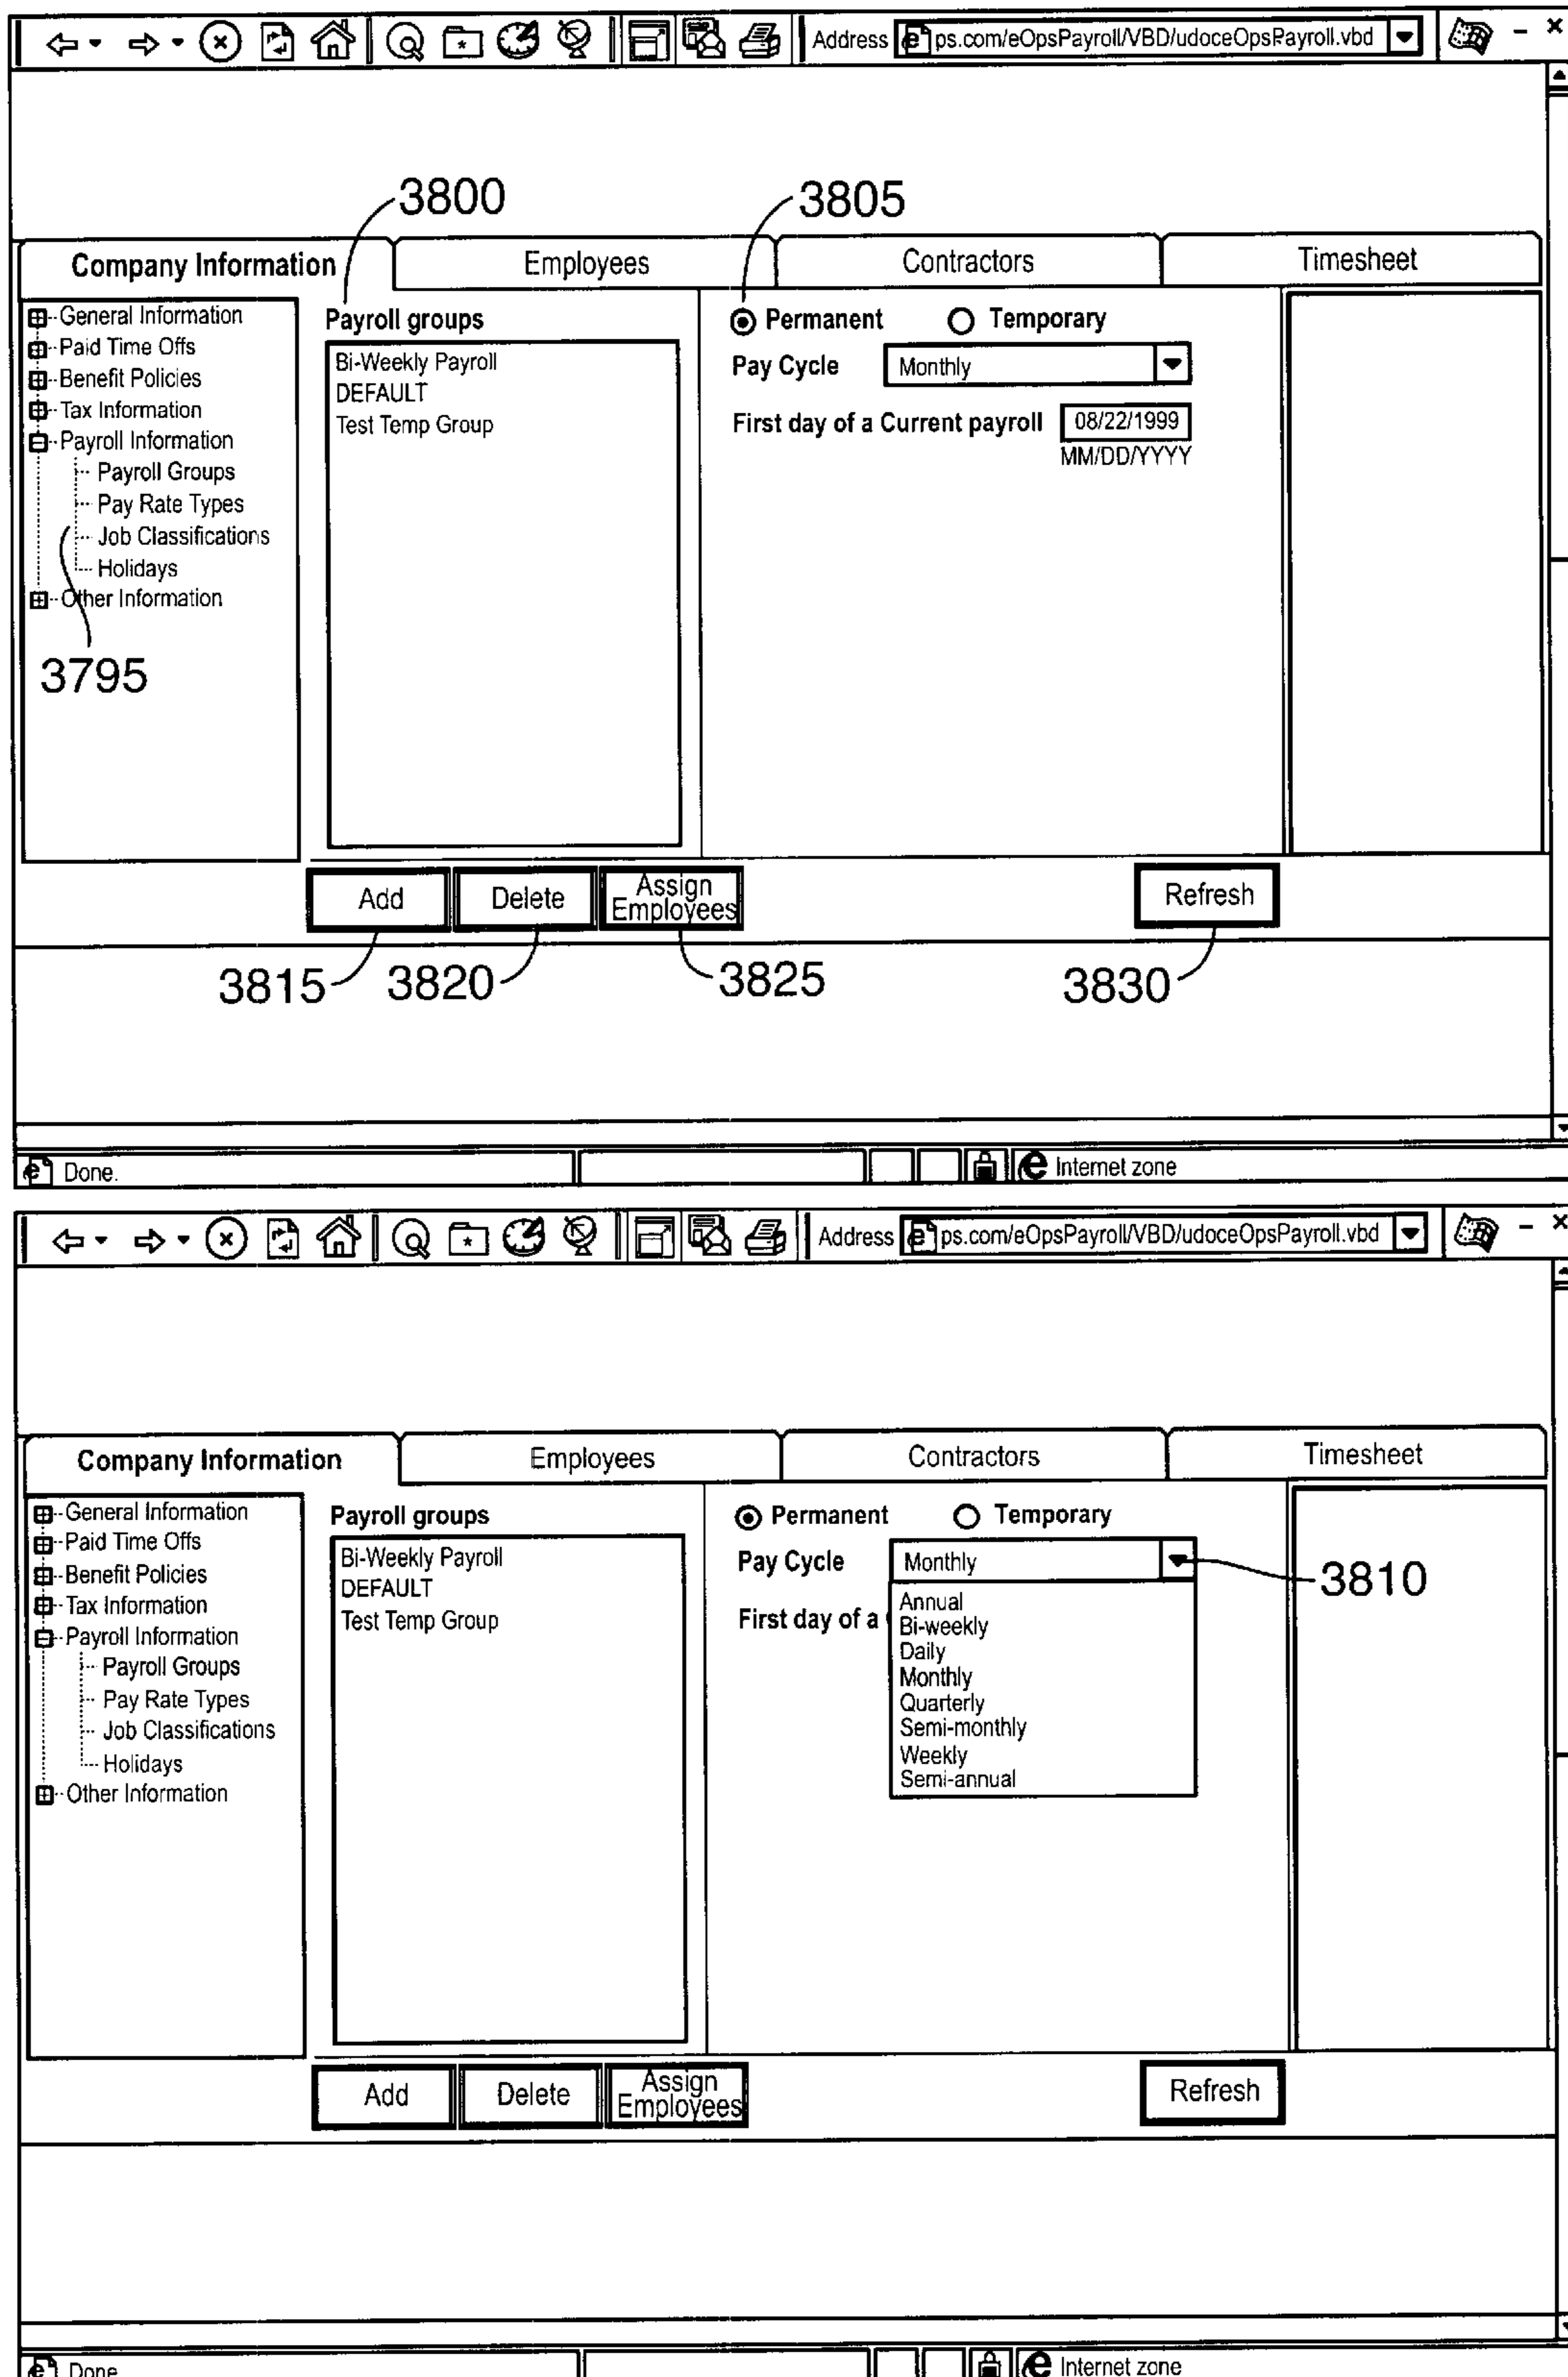 Address ps.com/eOpsPayroll/VBD/udoceOpsPayroll.vbd
3800
3805
Company Information
Employees
Contractors
Timesheet
General Information
Paid Time Offs
Benefit Policies
Tax Information
Payroll Information
Payroll Groups
Pay Rate Types
Job Classifications
Holidays
Other Information
3795
Payroll groups
Bi-Weekly Payroll
DEFAULT
Test Temp Group
Permanent
Temporary
Pay Cycle
Monthly
First day of a Current payroll
08/22/1999
MM/DD/YYYY
Add
Delete
Assign
Employees
Refresh
3815
3820
3825
3830
Done.
Internet zone
Address ps.com/eOpsPayroll/VBD/udoceOpsPayroll.vbd
Company Information
Employees
Contractors
Timesheet
General Information
Paid Time Offs
Benefit Policies
Tax Information
Payroll Information
Payroll Groups
Pay Rate Types
Job Classifications
Holidays
Other Information
Payroll groups
Bi-Weekly Payroll
DEFAULT
Test Temp Group
Permanent
Temporary
Pay Cycle
Monthly
3810
First day of a
Annual
Bi-weekly
Daily
Monthly
Quarterly
Semi-monthly
Weekly
Semi-annual
Add
Delete
Assign
Employees
Refresh
Done
Internet zone